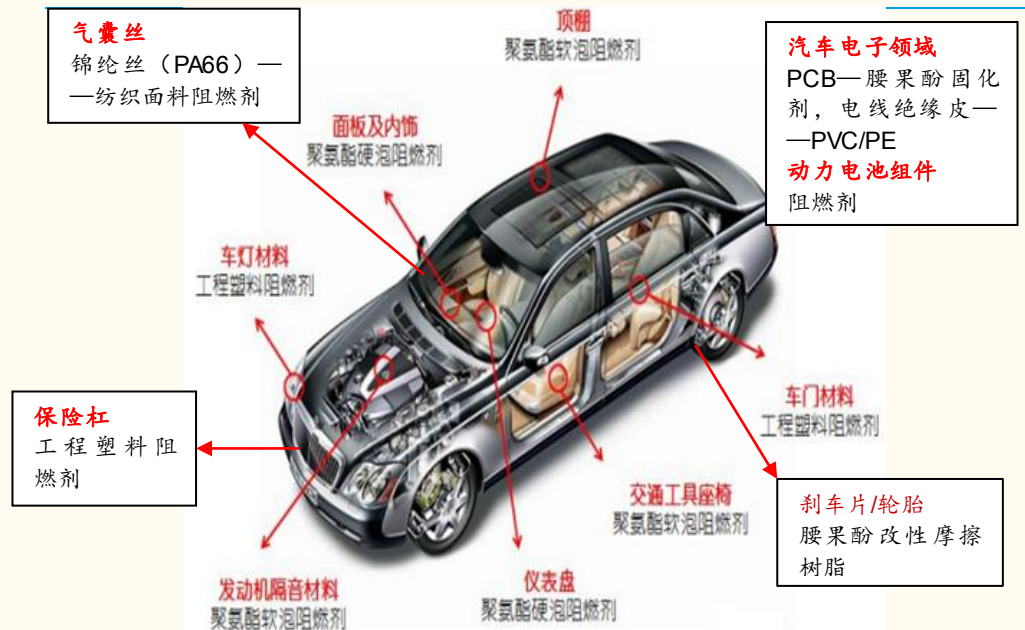 气囊丝
锦纶丝（PA66）—
—纺织面料阻燃剂
顶棚
聚氨酯软泡阻燃剂
汽车电子领域
PCB—腰果酚固化
剂，电线绝缘皮—
—PVC/PE
动力电池组件
阻燃剂
面板及内饰
聚氨酯硬泡阻燃剂
车灯材料
工程塑料阻燃剂
保险杠
工程塑料阻
燃剂
车门材料
工程塑料阻燃剂
交通工具座椅
聚氨酯软泡阻燃剂
刹车片/轮胎
腰果酚改性摩擦
树脂
发动机隔音材料
聚氨酯软泡阻燃剂
仪表盘
聚氨酯硬泡阻燃剂